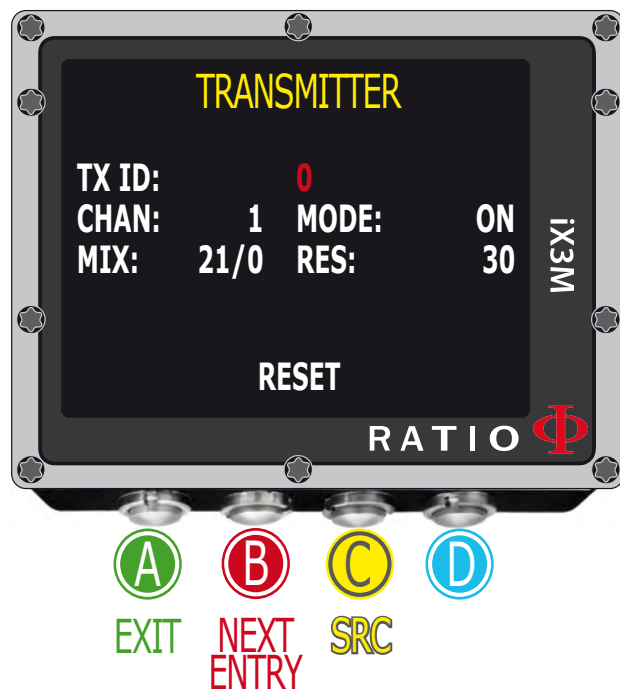 TRANSMITTER
TX ID: 0
CHAN: 1 MODE: ON
MIX: 21/0 RES: 30
RESET
iX3M
RATIO Φ
A B C D
EXIT NEXT ENTRY SRC